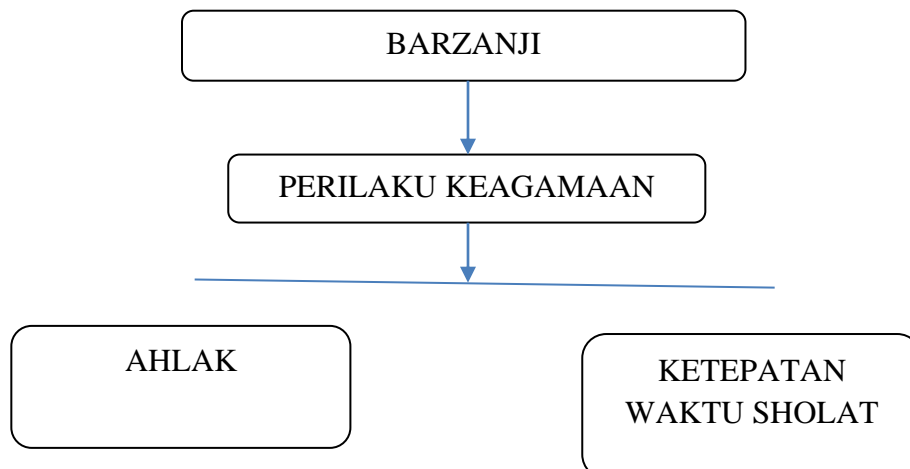 BARZANJI
PERILAKU KEAGAMAAN
AHLAK
KETEPATAN
WAKTU SHOLAT